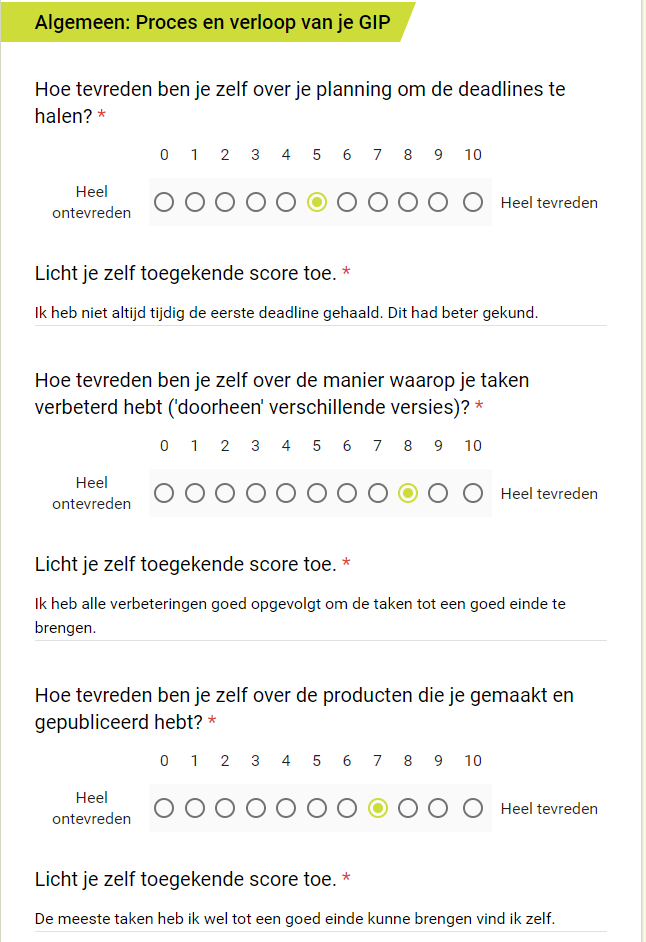 Algemeen: Proces en verloop van je GIP
Hoe tevreden ben je zelf over je planning om de deadlines te
halen? *
0 1 2 3 4 5 6 7 8 9 10
Heel
ontevreden
Heel tevreden
Licht je zelf toegekende score toe. *
Ik heb niet altijd tijdig de eerste deadline gehaald. Dit had beter gekund.
Hoe tevreden ben je zelf over de manier waarop je taken
verbeterd hebt ('doorheen' verschillende versies)? *
0 1 2 3 4 5 6 7 8 9 10
Heel
ontevreden
Heel tevreden
Licht je zelf toegekende score toe. *
Ik heb alle verbeteringen goed opgevolgt om de taken tot een goed einde te
brengen.
Hoe tevreden ben je zelf over de producten die je gemaakt en
gepubliceerd hebt? *
0 1 2 3 4 5 6 7 8 9 10
Heel
ontevreden
Heel tevreden
Licht je zelf toegekende score toe. *
De meeste taken heb ik wel tot een goed einde kunne brengen vind ik zelf.